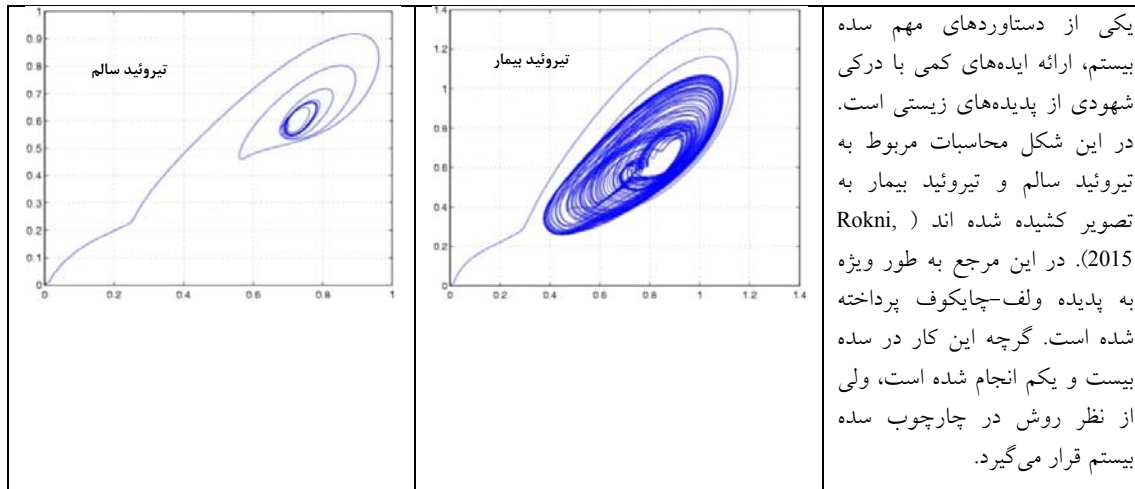 یکی از دستاوردهای مهم سده
بیستم، ارائه ایده‌های کمی با درکی
شهودی از پدیده‌های زیستی است.
در این شکل محاسبات مربوط به
تیروئید سالم و تیروئید بیمار به
تصویر کشیده شده اند ( Rokni,
2015). در این مرجع به طور ویژه
به پدیده ولف-چایکوف پرداخته
شده است. گرچه این کار در سده
بیست و یکم انجام شده است، ولی
از نظر روش در چارچوب سده
بیستم قرار می‌گیرد.
تیروئید بیمار
1.4
1.2
1
0.8
0.6
0.4
0.2
0
0 0.2 0.4 0.6 0.8 1 1.2 1.4
تیروئید سالم
1
0.9
0.8
0.7
0.6
0.5
0.4
0.3
0.2
0.1
0
0 0.2 0.4 0.6 0.8 1